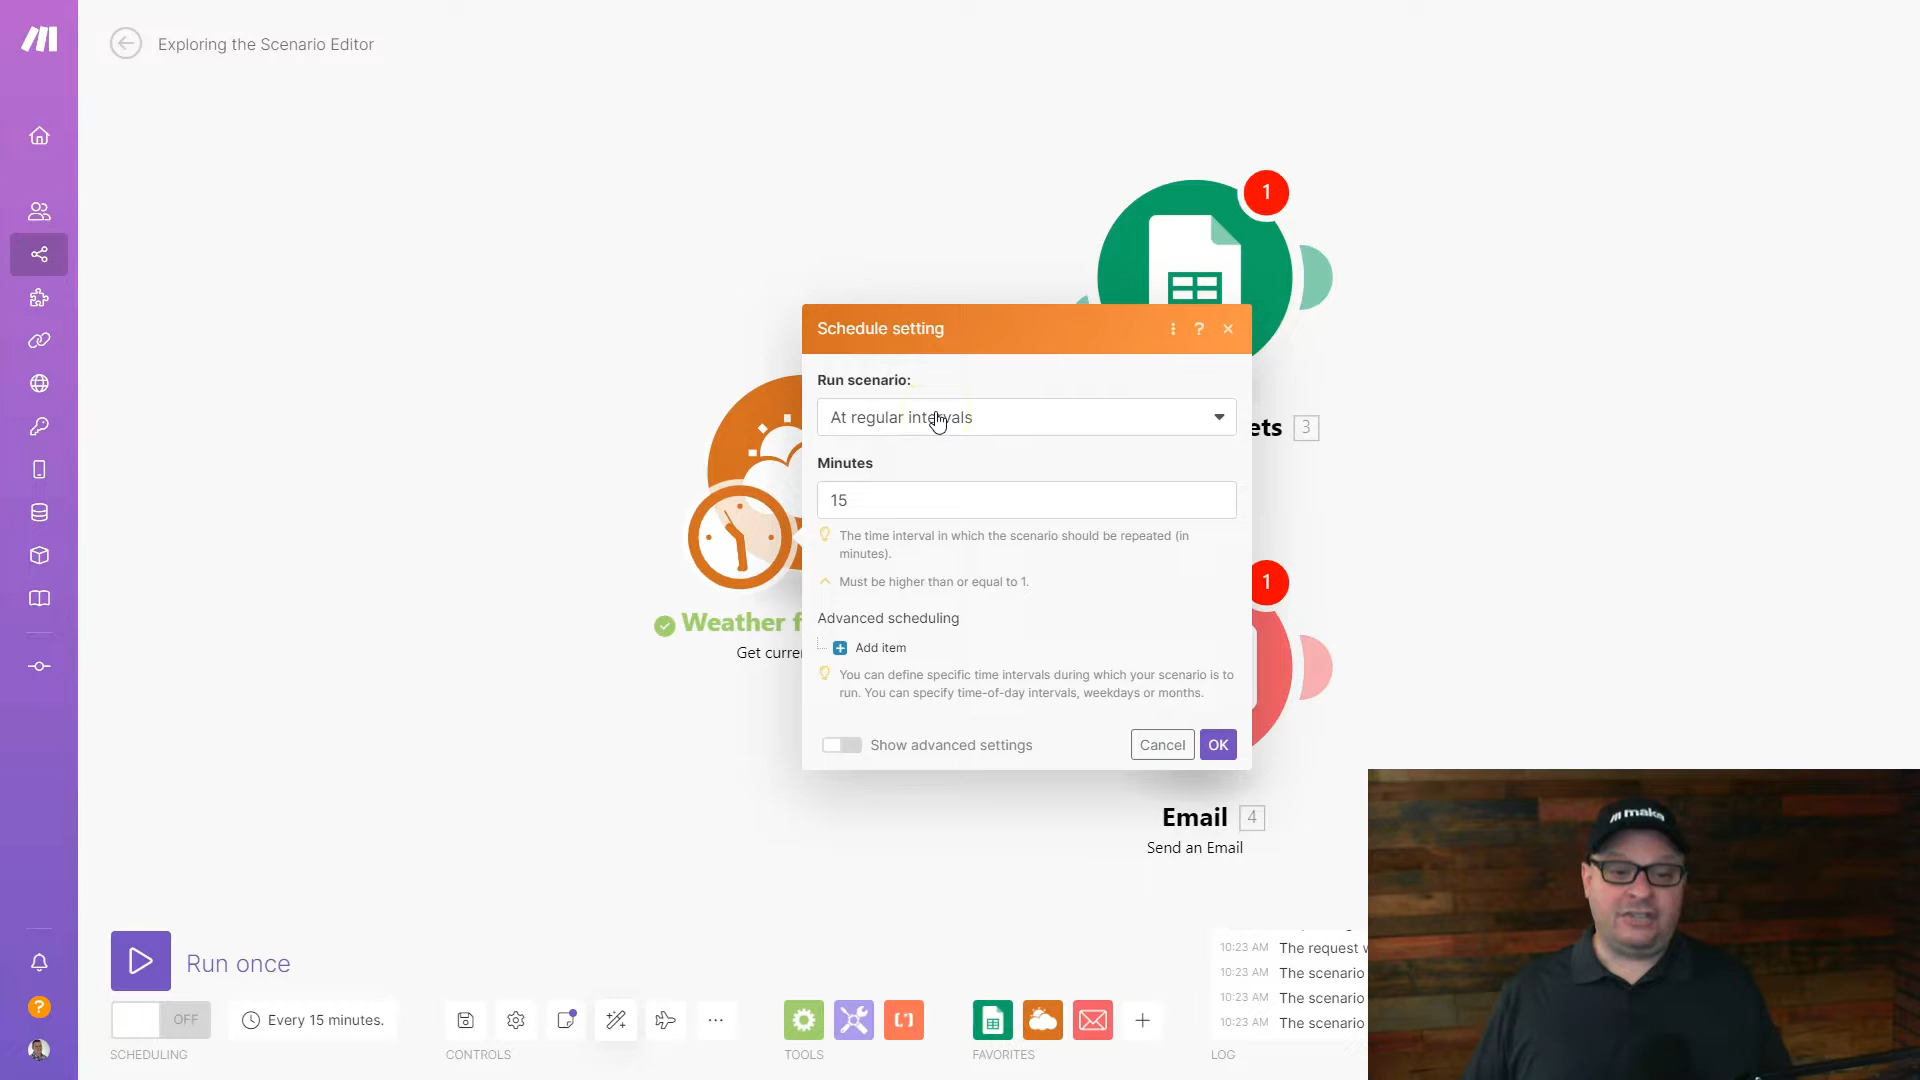 Exploring the Scenario Editor
1
Schedule setting
?
Run scenario:
At regular intervals
ets 3
Minutes
15
The time interval in which the scenario should be repeated (in
minutes).
Must be higher than or equal to 1.
1
Advanced scheduling
Weather f
Add item
Get curre
You can define specific time intervals during which your scenario is to
run. You can specify time-of-day intervals, weekdays or months.
Show advanced settings
Cancel
OK
Email 4
Send an Email
make
Run once
10:23 AM The request
10:23 AM The scenario
10:23 AM The scenario
10:23 AM The scenario
?
OFF
Every 15 minutes.
SCHEDULING
CONTROLS
TOOLS
FAVORITES
LOG